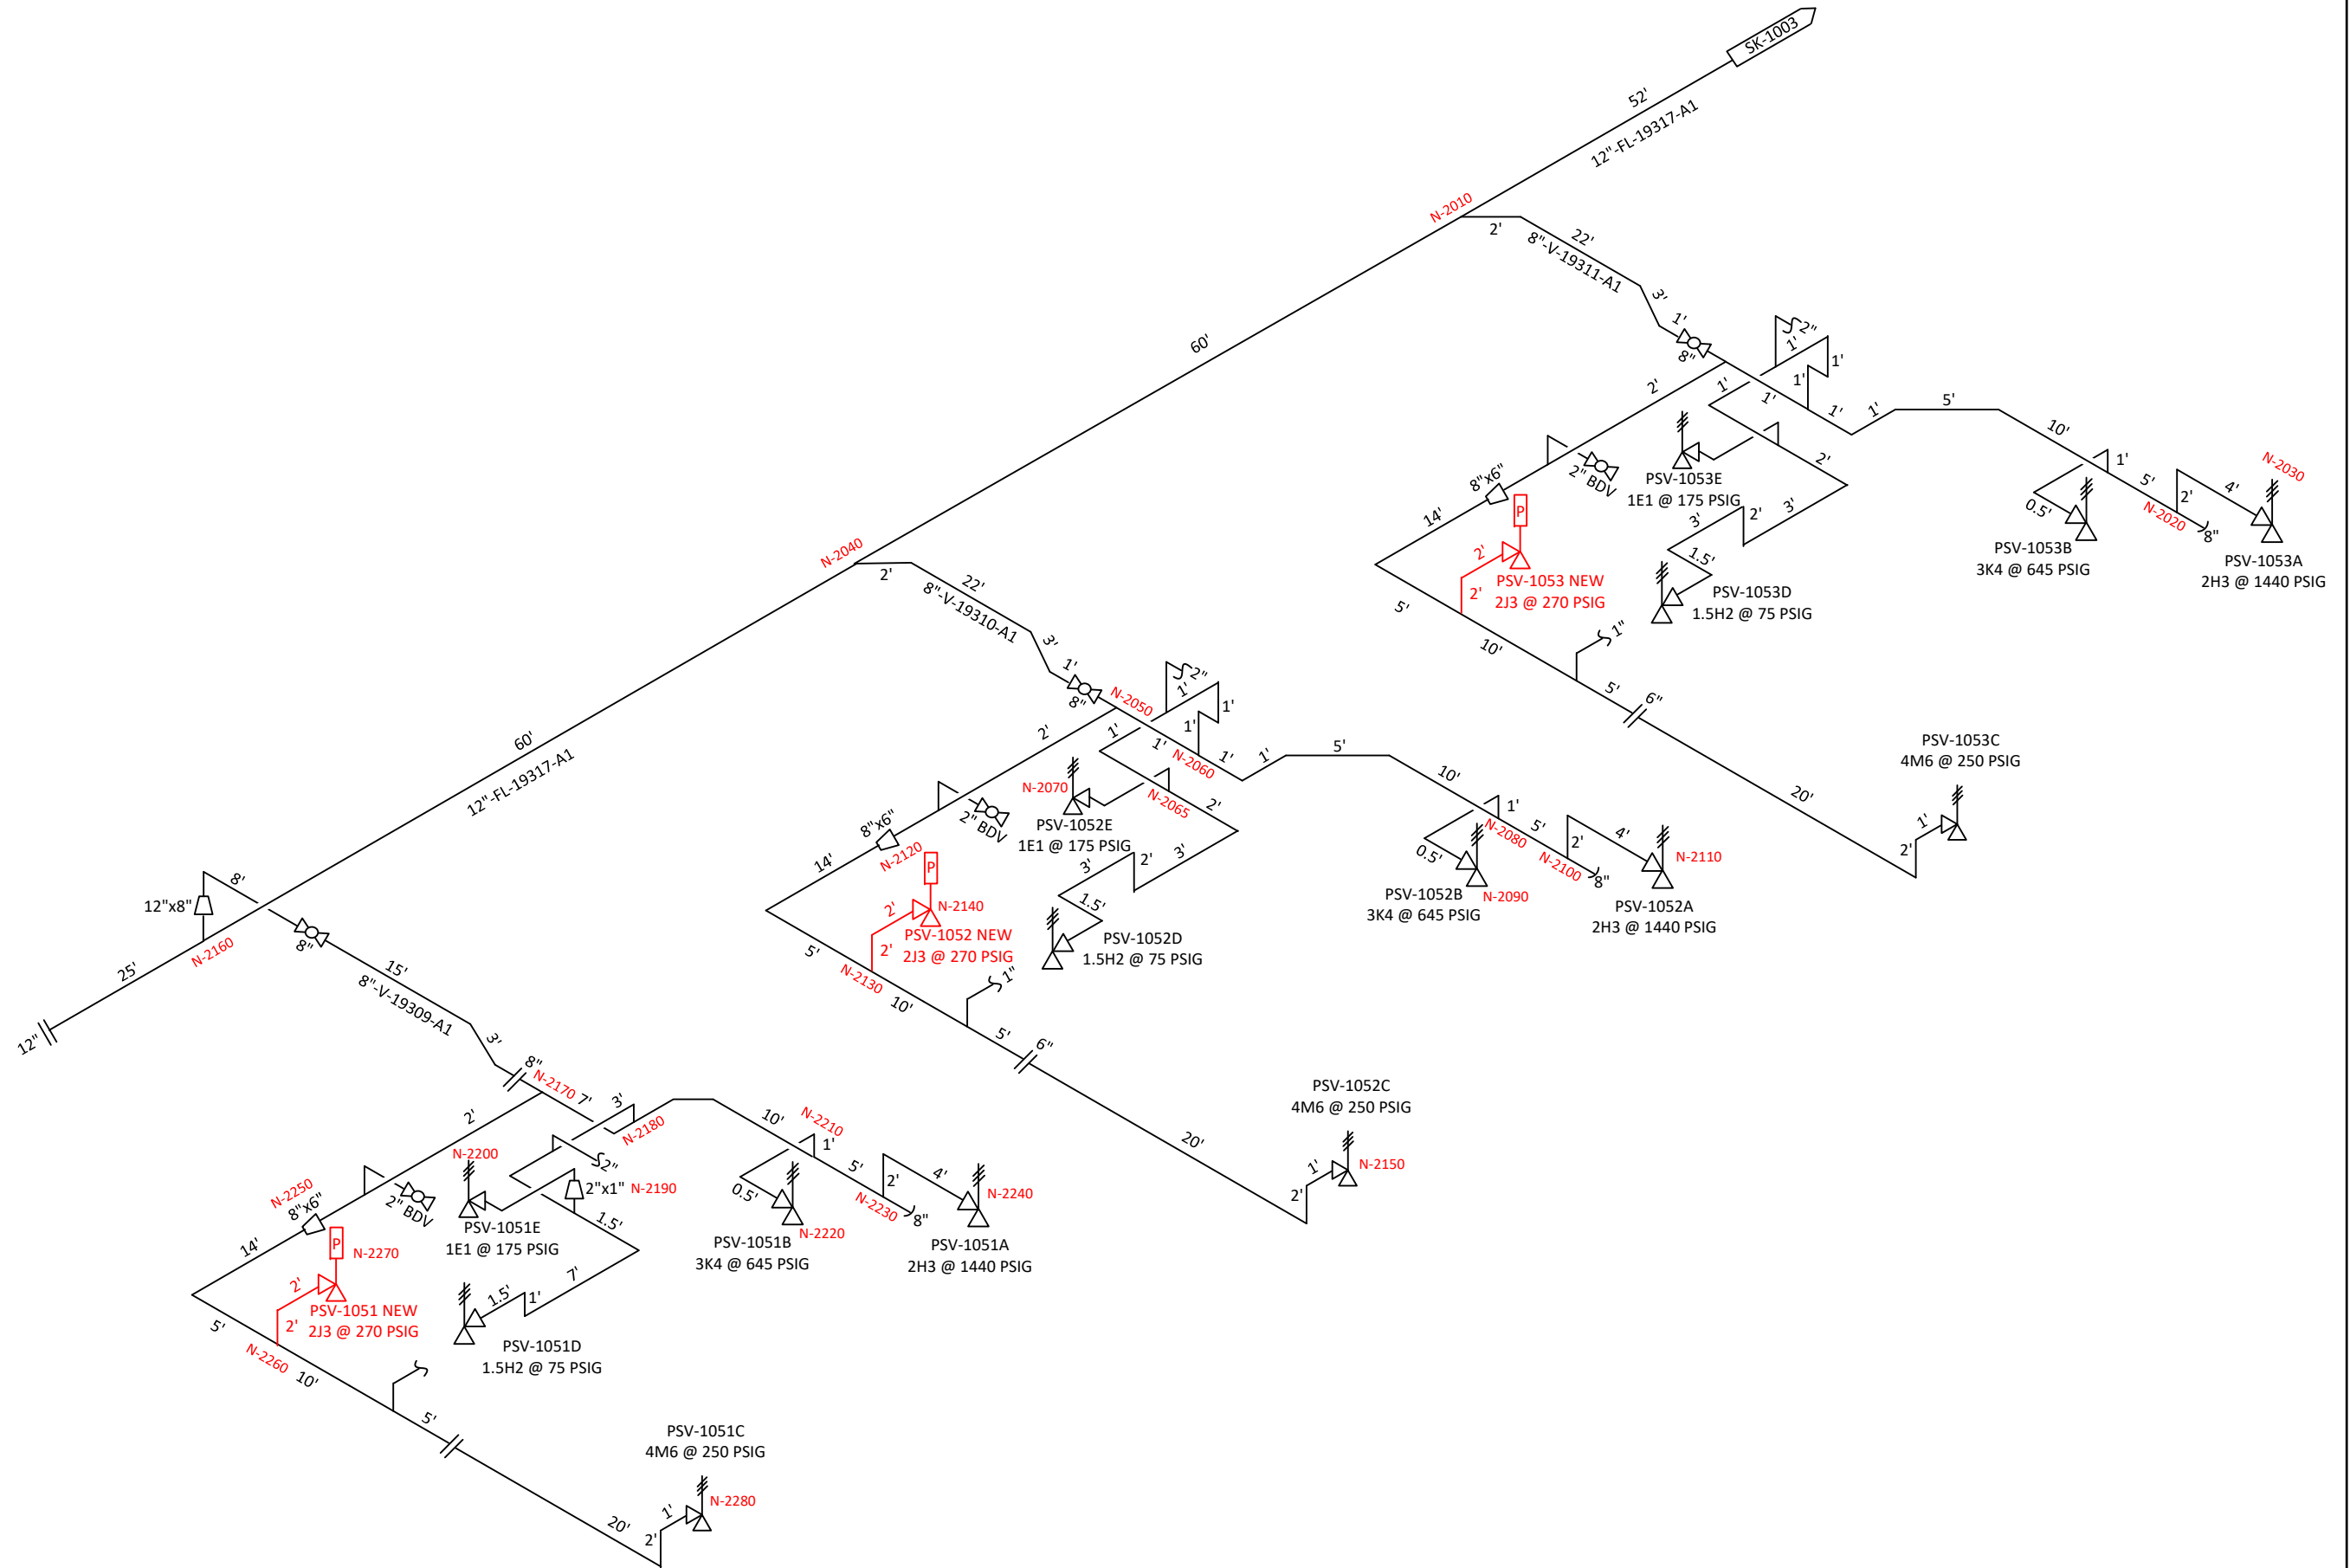 SK-1003
52'
12"-FL-19317-A1
N-2010
2'
22'
8"-V-19311-A1
3'
1'
8"
2"
1'
1'
1'
2'
1'
1'
1'
1'
5'
10'
60'
N-2040
2'
22'
8"-V-19310-A1
3'
1'
8"
2'
8"x6"
2" BDV
PSV-1053E
1E1 @ 175 PSIG
14'
P
2'
2'
PSV-1053 NEW
2J3 @ 270 PSIG
5'
10'
3'
2'
3'
1.5'
PSV-1053D
1.5H2 @ 75 PSIG
1"
5'
6"
20'
PSV-1053C
4M6 @ 250 PSIG
1'
2'
1'
0.5'
PSV-1053B
3K4 @ 645 PSIG
5'
N-2020
2'
8"
4'
N-2030
PSV-1053A
2H3 @ 1440 PSIG
60'
12"-FL-19317-A1
N-2050
2"
1'
1'
1'
2'
1'
1'
N-2060
1'
1'
5'
10'
8"x6"
2" BDV
N-2070
PSV-1052E
1E1 @ 175 PSIG
N-2065
2'
14'
N-2120
P
2'
N-2140
2'
PSV-1052 NEW
2J3 @ 270 PSIG
5'
N-2130
10'
3'
2'
3'
1.5'
PSV-1052D
1.5H2 @ 75 PSIG
1"
5'
6"
20'
PSV-1052C
4M6 @ 250 PSIG
1'
N-2150
2'
1'
N-2080
0.5'
PSV-1052B
3K4 @ 645 PSIG
N-2090
5'
N-2100
2'
8"
4'
N-2110
PSV-1052A
2H3 @ 1440 PSIG
12"x8"
8'
N-2160
8"
25'
12"
15'
8"-V-19309-A1
3'
8"
N-2170
7'
3'
N-2180
2'
10'
N-2210
1'
2"
N-2200
2"x1"
N-2190
2" BDV
PSV-1051E
1E1 @ 175 PSIG
1.5'
7'
1'
1.5'
PSV-1051D
1.5H2 @ 75 PSIG
N-2250
8"x6"
14'
P
N-2270
2'
2'
PSV-1051 NEW
2J3 @ 270 PSIG
5'
N-2260
10'
5'
20'
PSV-1051C
4M6 @ 250 PSIG
1'
N-2280
2'
0.5'
PSV-1051B
3K4 @ 645 PSIG
N-2220
5'
N-2230
2'
8"
4'
N-2240
PSV-1051A
2H3 @ 1440 PSIG